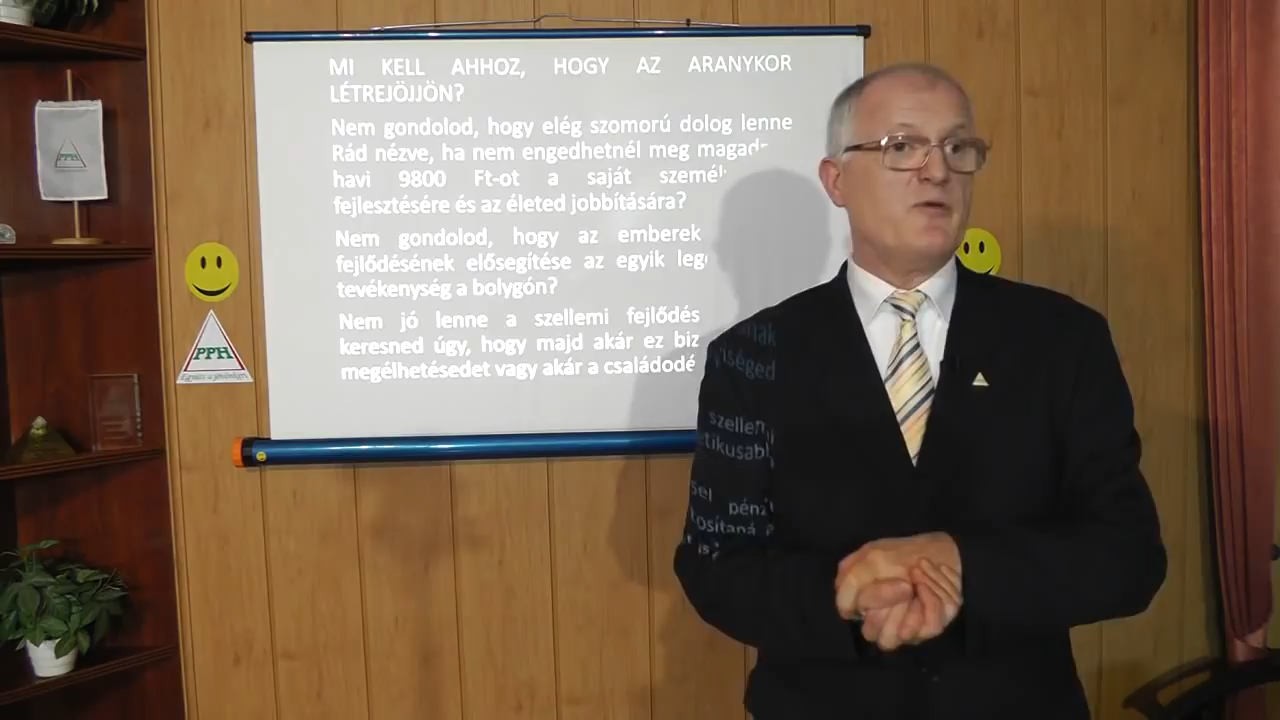 MI KELL AHHOZ, HOGY AZ ARANYKOR
LÉTREJÖJJÖN?
Nem gondolod, hogy elég szomorú dolog lenne
Rád nézve, ha nem engedhetnél meg
havi 9800 Ft-ot a saját
fejlesztésére és az életed jobbítására?
Nem gondolod, hogy az emberek
fejlődésének elősegítése az egyik
tevékenység a bolygón?
Nem jó lenne a szellemi fejlődés
keresned úgy, hogy majd akár ez
megélhetésedet vagy akár a
PPH
PPH